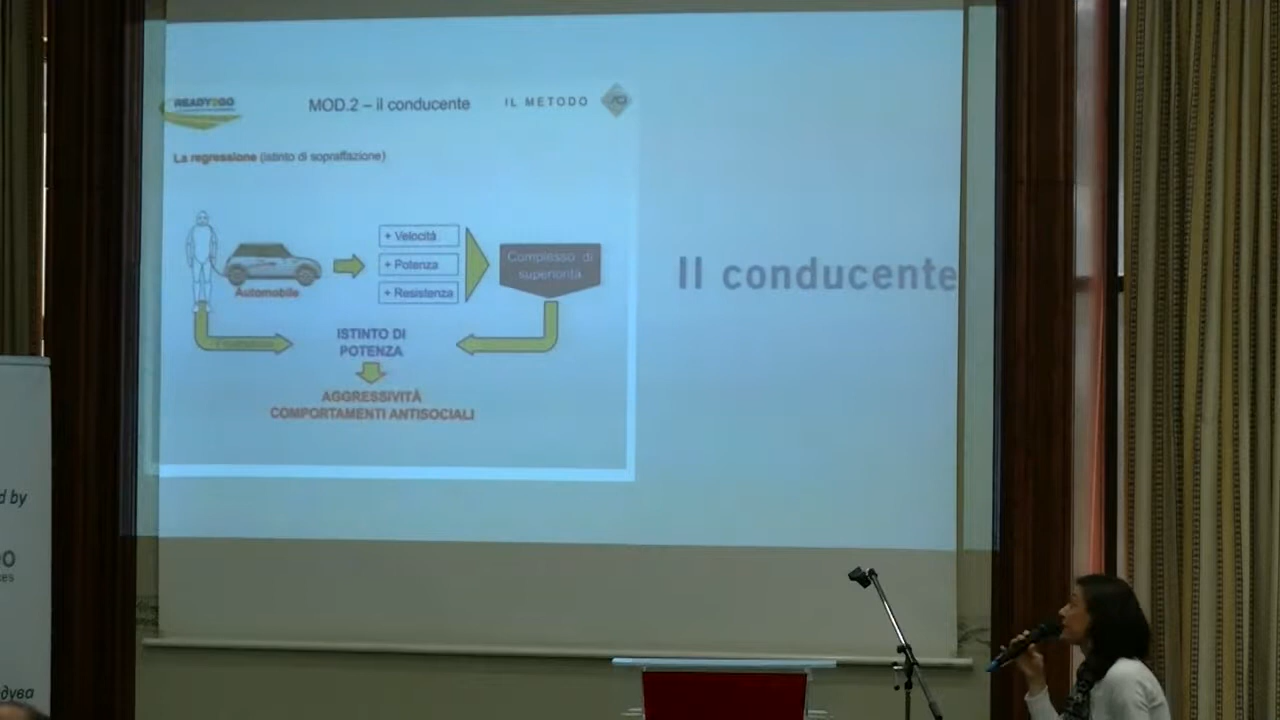 READY2GO
MOD.2 – il conducente
IL METODO
La regressione (istinto di sopraffazione)
Automobile
+ Velocità
+ Potenza
+ Resistenza
Complesso di
superiorità
ISTINTO DI
POTENZA
AGGRESSIVITÀ
COMPORTAMENTI ANTISOCIALI
Il conducente
d by